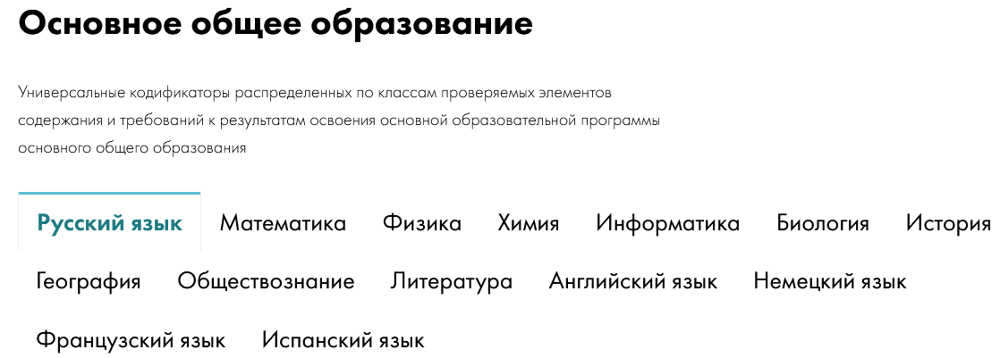 Основное общее образование
Универсальные кодификаторы распределенных по классам проверяемых элементов
содержания и требований к результатам освоения основной образовательной программы
основного общего образования
Русский язык Математика Физика Химия Информатика Биология История
География Обществознание Литература Английский язык Немецкий язык
Французский язык Испанский язык